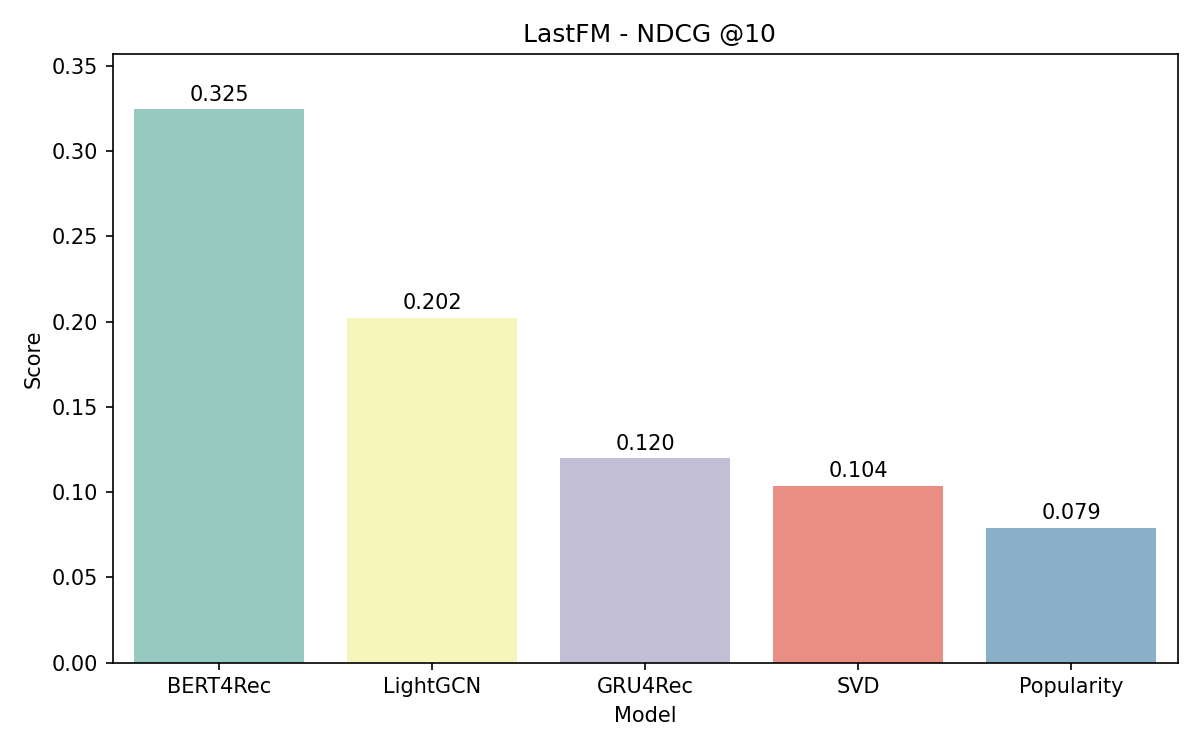 LastFM - NDCG @10
0.35
0.30
0.25
0.20
0.15
0.10
0.05
0.00
Score
0.325
0.202
0.120
0.104
0.079
BERT4Rec
LightGCN
GRU4Rec
SVD
Popularity
Model